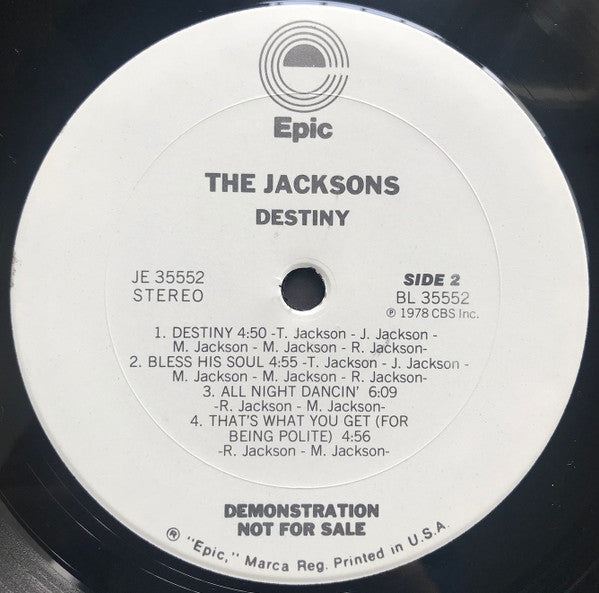 Epic
THE JACKSONS
DESTINY
JE 35552
STEREO
SIDE 2
BL 35552
℗ 1978 CBS Inc.
1. DESTINY 4:50 -T. Jackson - J. Jackson -
M. Jackson - M. Jackson - R. Jackson-
2. BLESS HIS SOUL 4:55 -T. Jackson - J. Jackson -
M. Jackson - M. Jackson - R. Jackson-
3. ALL NIGHT DANCIN' 6:09
-R. Jackson - M. Jackson-
4. THAT'S WHAT YOU GET (FOR
BEING POLITE) 4:56
-R. Jackson - M. Jackson-
DEMONSTRATION
NOT FOR SALE
® "Epic," Marca Reg. Printed in U.S.A.